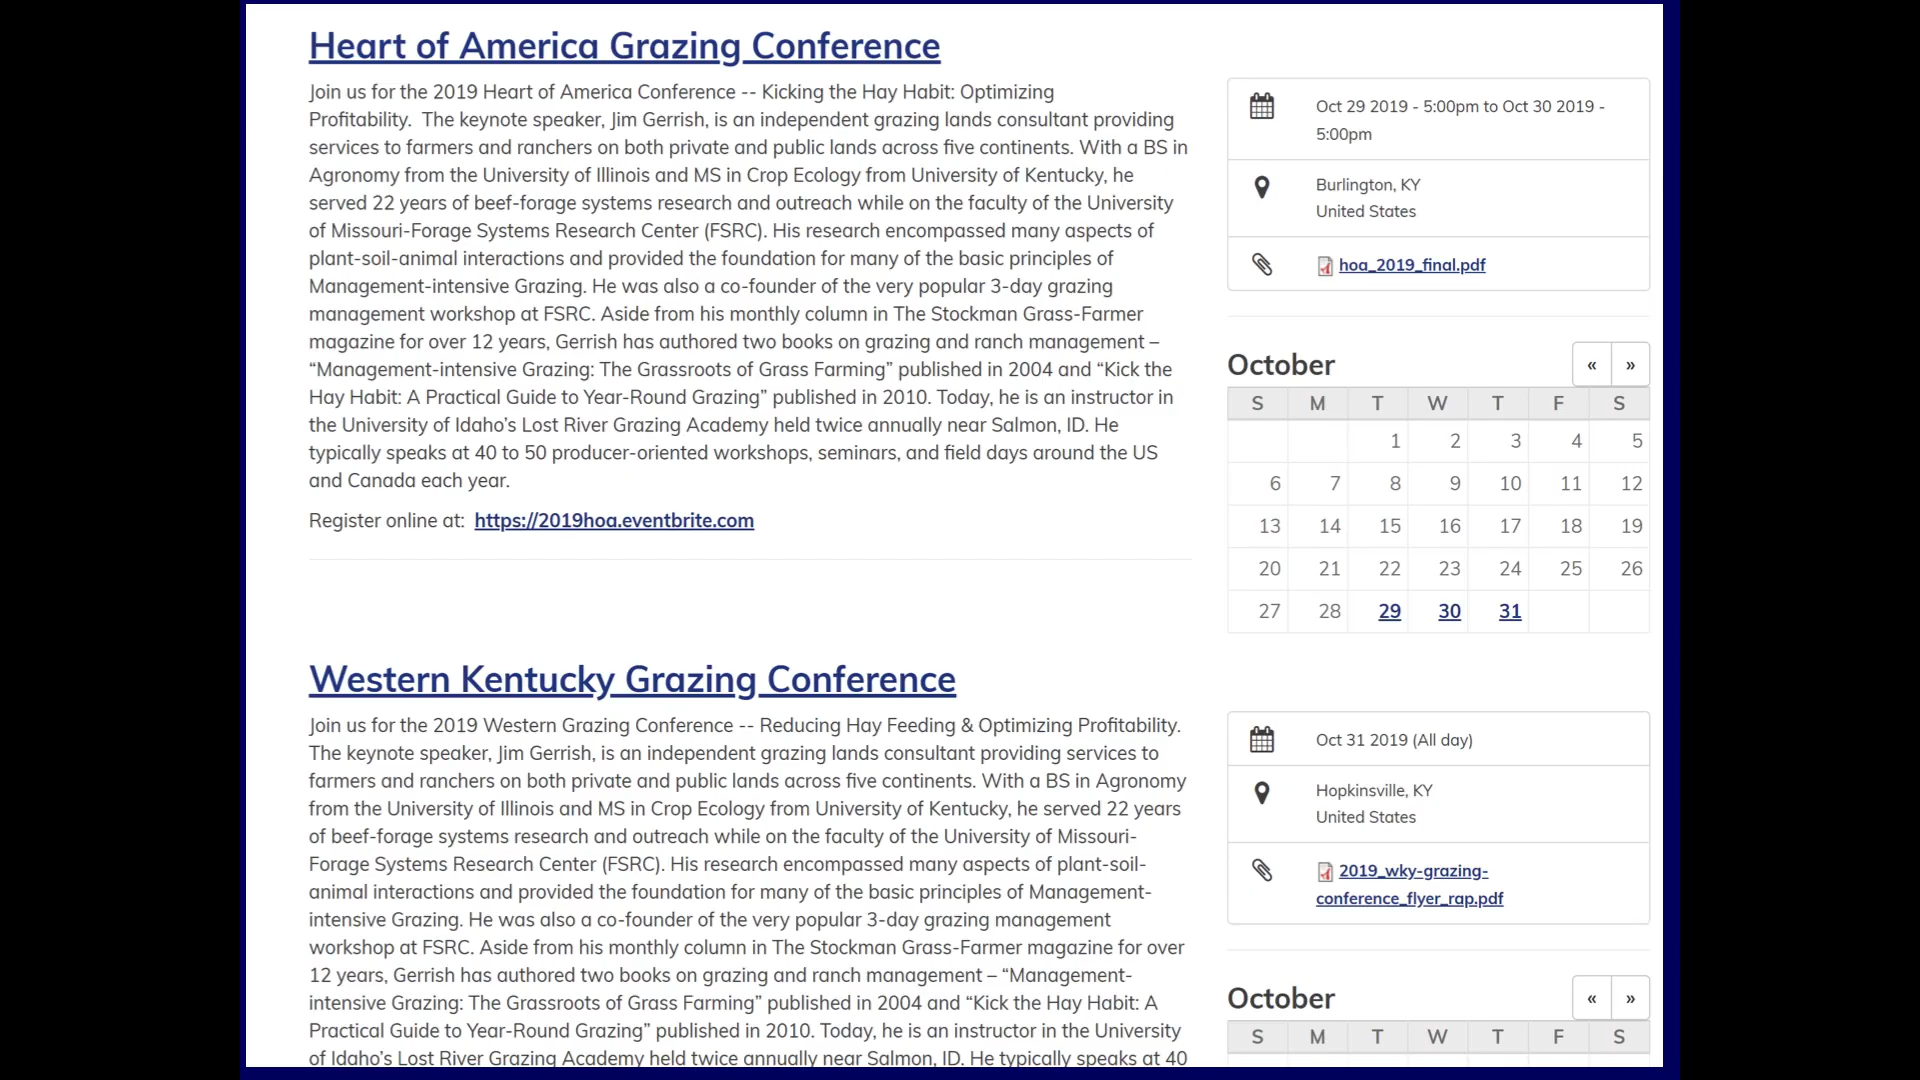 Heart of America Grazing Conference
Join us for the 2019 Heart of America Conference -- Kicking the Hay Habit: Optimizing
Profitability.  The keynote speaker, Jim Gerrish, is an independent grazing lands consultant providing
services to farmers and ranchers on both private and public lands across five continents. With a BS in
Agronomy from the University of Illinois and MS in Crop Ecology from University of Kentucky, he
served 22 years of beef-forage systems research and outreach while on the faculty of the University
of Missouri-Forage Systems Research Center (FSRC). His research encompassed many aspects of
plant-soil-animal interactions and provided the foundation for many of the basic principles of
Management-intensive Grazing. He was also a co-founder of the very popular 3-day grazing
management workshop at FSRC. Aside from his monthly column in The Stockman Grass-Farmer
magazine for over 12 years, Gerrish has authored two books on grazing and ranch management –
“Management-intensive Grazing: The Grassroots of Grass Farming” published in 2004 and “Kick the
Hay Habit: A Practical Guide to Year-Round Grazing” published in 2010. Today, he is an instructor in
the University of Idaho’s Lost River Grazing Academy held twice annually near Salmon, ID. He
typically speaks at 40 to 50 producer-oriented workshops, seminars, and field days around the US
and Canada each year.
Register online at:  https://2019hoa.eventbrite.com
Oct 29 2019 - 5:00pm to Oct 30 2019 -
5:00pm
Burlington, KY
United States
hoa_2019_final.pdf
October « »
S M T W T F S
1 2 3 4 5
6 7 8 9 10 11 12
13 14 15 16 17 18 19
20 21 22 23 24 25 26
27 28 29 30 31
Western Kentucky Grazing Conference
Join us for the 2019 Western Grazing Conference -- Reducing Hay Feeding & Optimizing Profitability.
The keynote speaker, Jim Gerrish, is an independent grazing lands consultant providing services to
farmers and ranchers on both private and public lands across five continents. With a BS in Agronomy
from the University of Illinois and MS in Crop Ecology from University of Kentucky, he served 22 years
of beef-forage systems research and outreach while on the faculty of the University of Missouri-
Forage Systems Research Center (FSRC). His research encompassed many aspects of plant-soil-
animal interactions and provided the foundation for many of the basic principles of Management-
intensive Grazing. He was also a co-founder of the very popular 3-day grazing management
workshop at FSRC. Aside from his monthly column in The Stockman Grass-Farmer magazine for over
12 years, Gerrish has authored two books on grazing and ranch management – “Management-
intensive Grazing: The Grassroots of Grass Farming” published in 2004 and “Kick the Hay Habit: A
Practical Guide to Year-Round Grazing” published in 2010. Today, he is an instructor in the University
of Idaho’s Lost River Grazing Academy held twice annually near Salmon, ID. He typically speaks at 40
Oct 31 2019 (All day)
Hopkinsville, KY
United States
2019_wky-grazing-
conference_flyer_rap.pdf
October « »
S M T W T F S